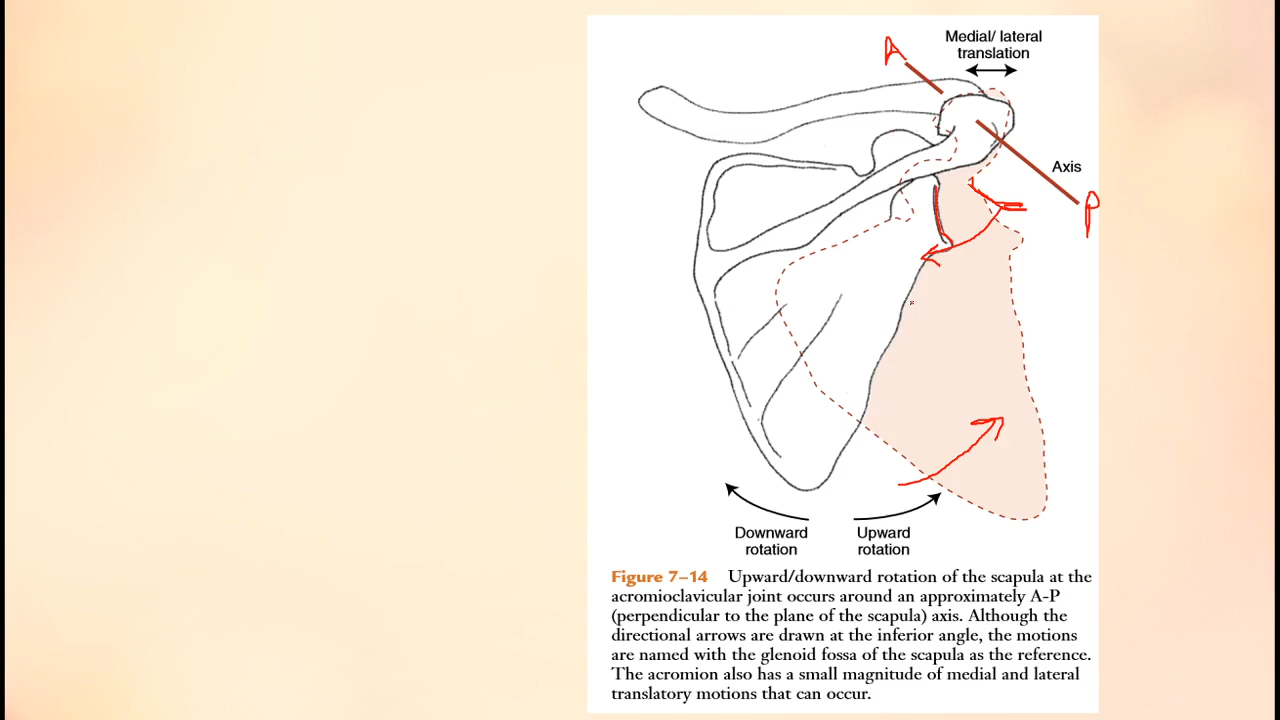 A
Medial/ lateral
translation
Axis
P
Downward
rotation
Upward
rotation
Figure 7–14 Upward/downward rotation of the scapula at the
acromioclavicular joint occurs around an approximately A-P
(perpendicular to the plane of the scapula) axis. Although the
directional arrows are drawn at the inferior angle, the motions
are named with the glenoid fossa of the scapula as the reference.
The acromion also has a small magnitude of medial and lateral
translatory motions that can occur.